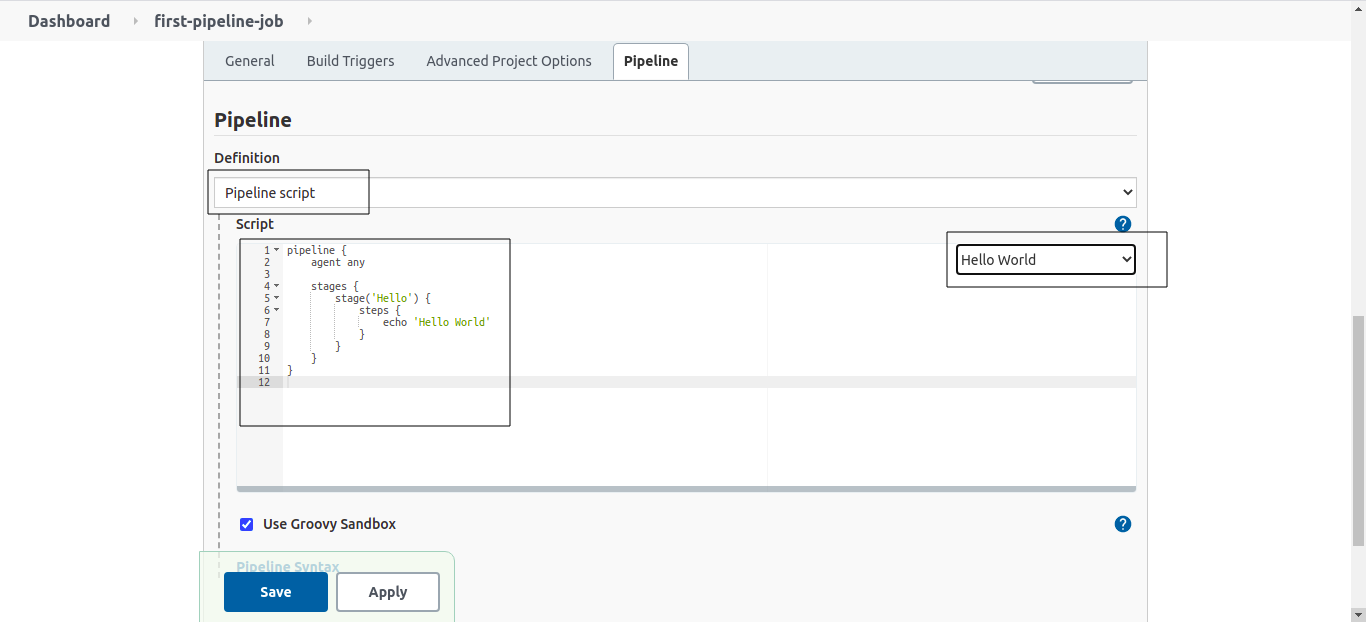 Dashboard first-pipeline-job
General Build Triggers Advanced Project Options Pipeline
Pipeline
Definition
Pipeline script
Script
?
Hello World
1 pipeline {
2     agent any
3
4     stages {
5         stage('Hello') {
6             steps {
7                 echo 'Hello World'
8             }
9         }
10     }
11 }
12
Use Groovy Sandbox
?
Pipeline Syntax
Save Apply